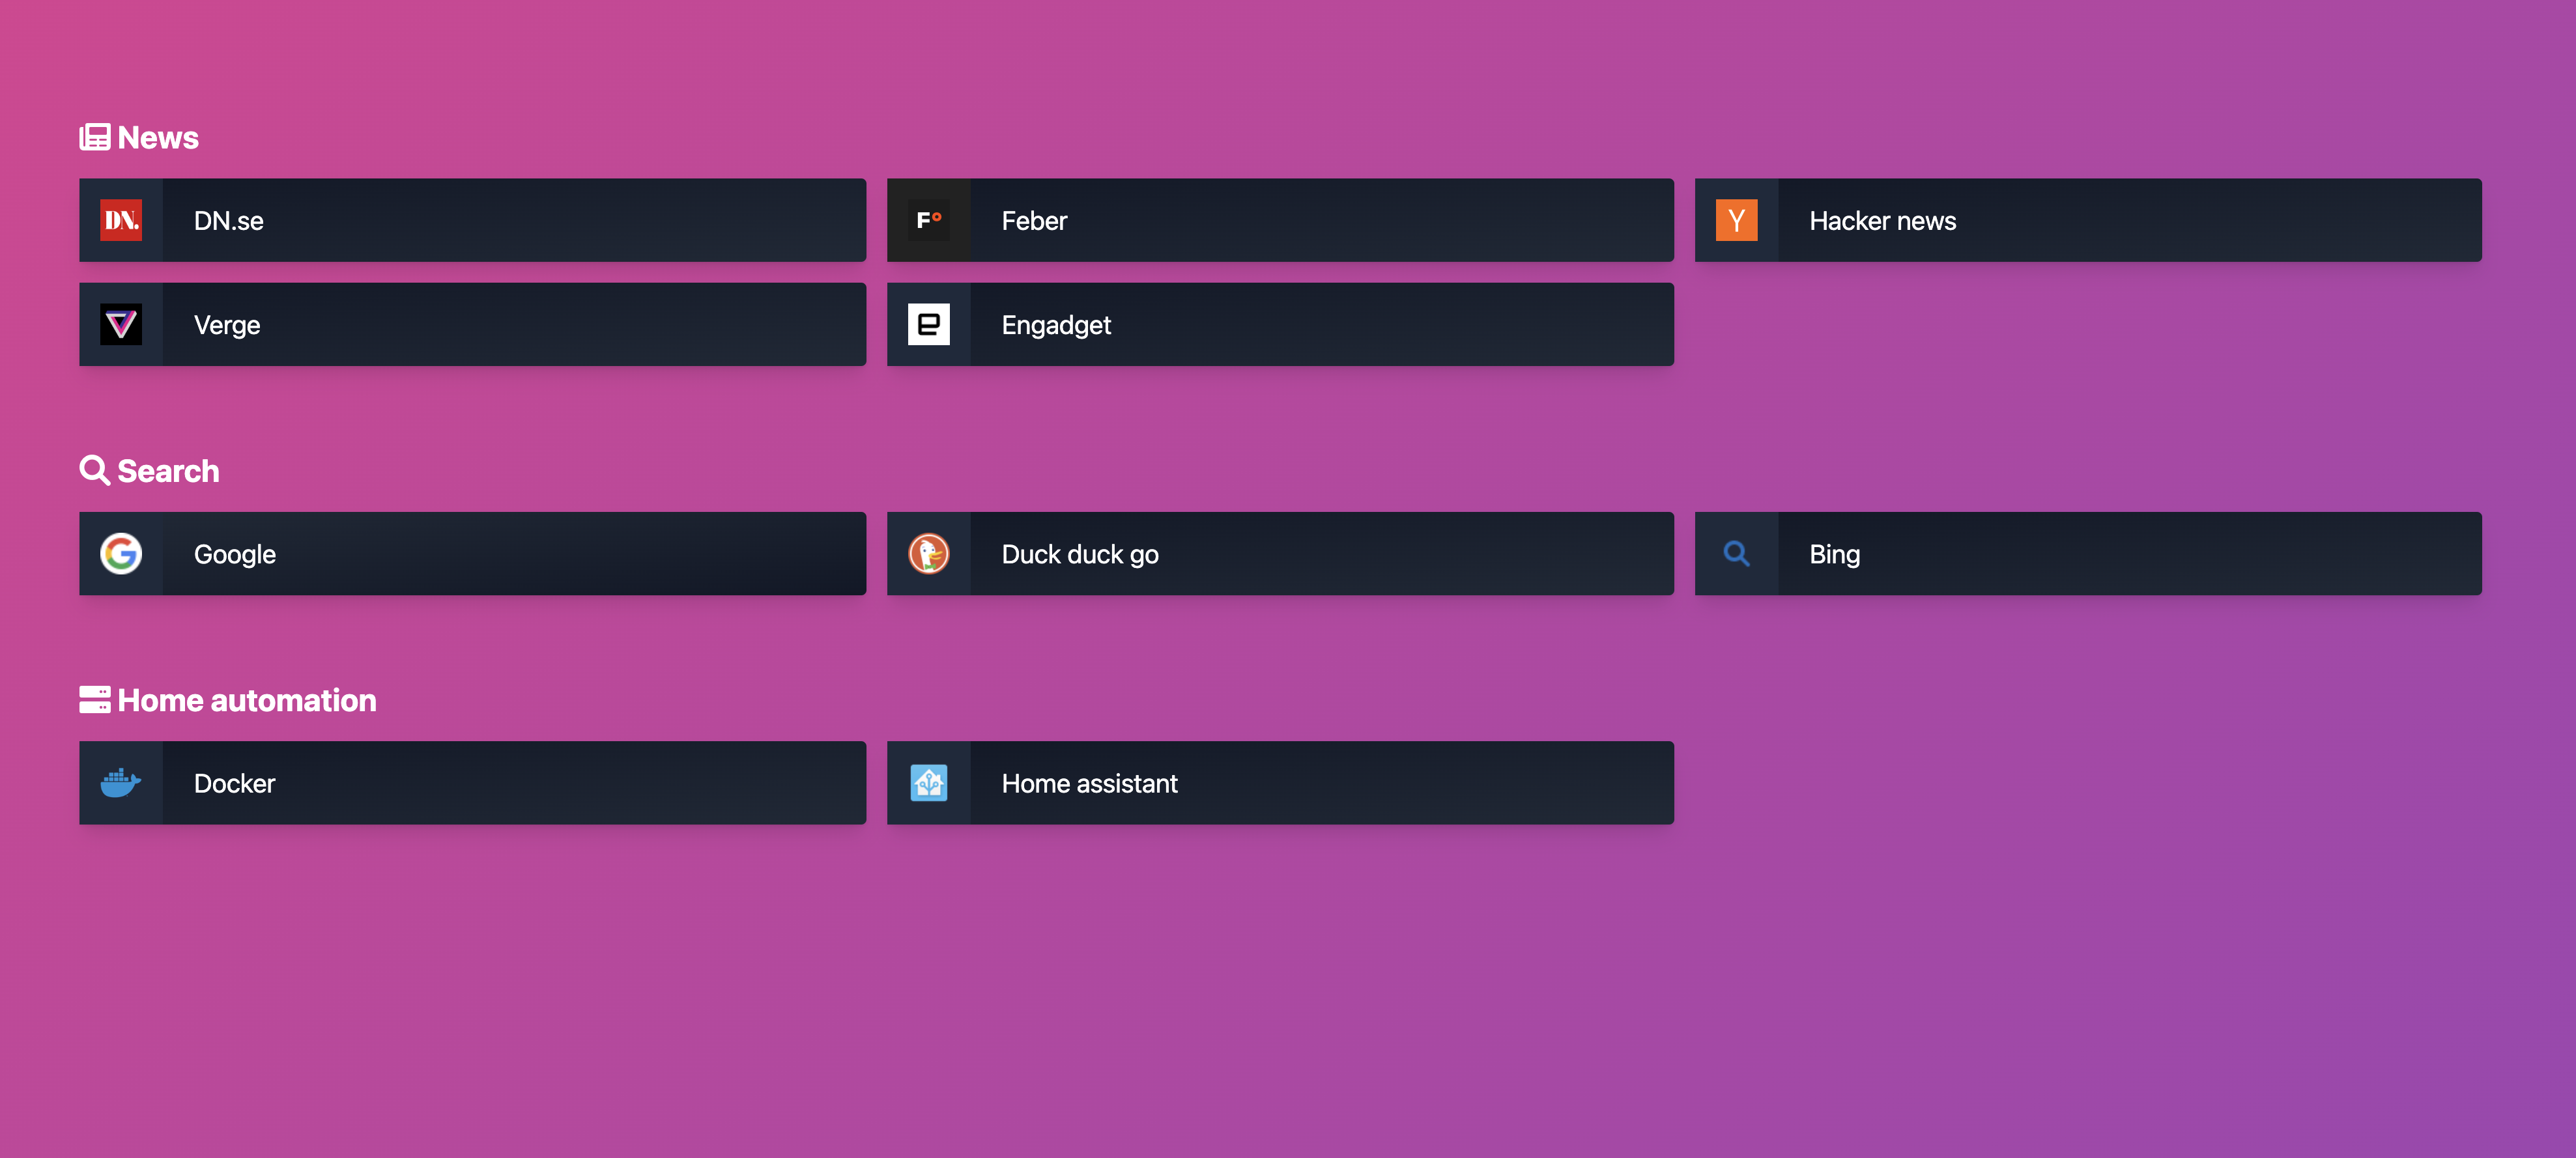 News
DN. DN.se
F° Feber
Y Hacker news
Verge
e Engadget
Search
G Google
Duck duck go
Bing
Home automation
Docker
Home assistant